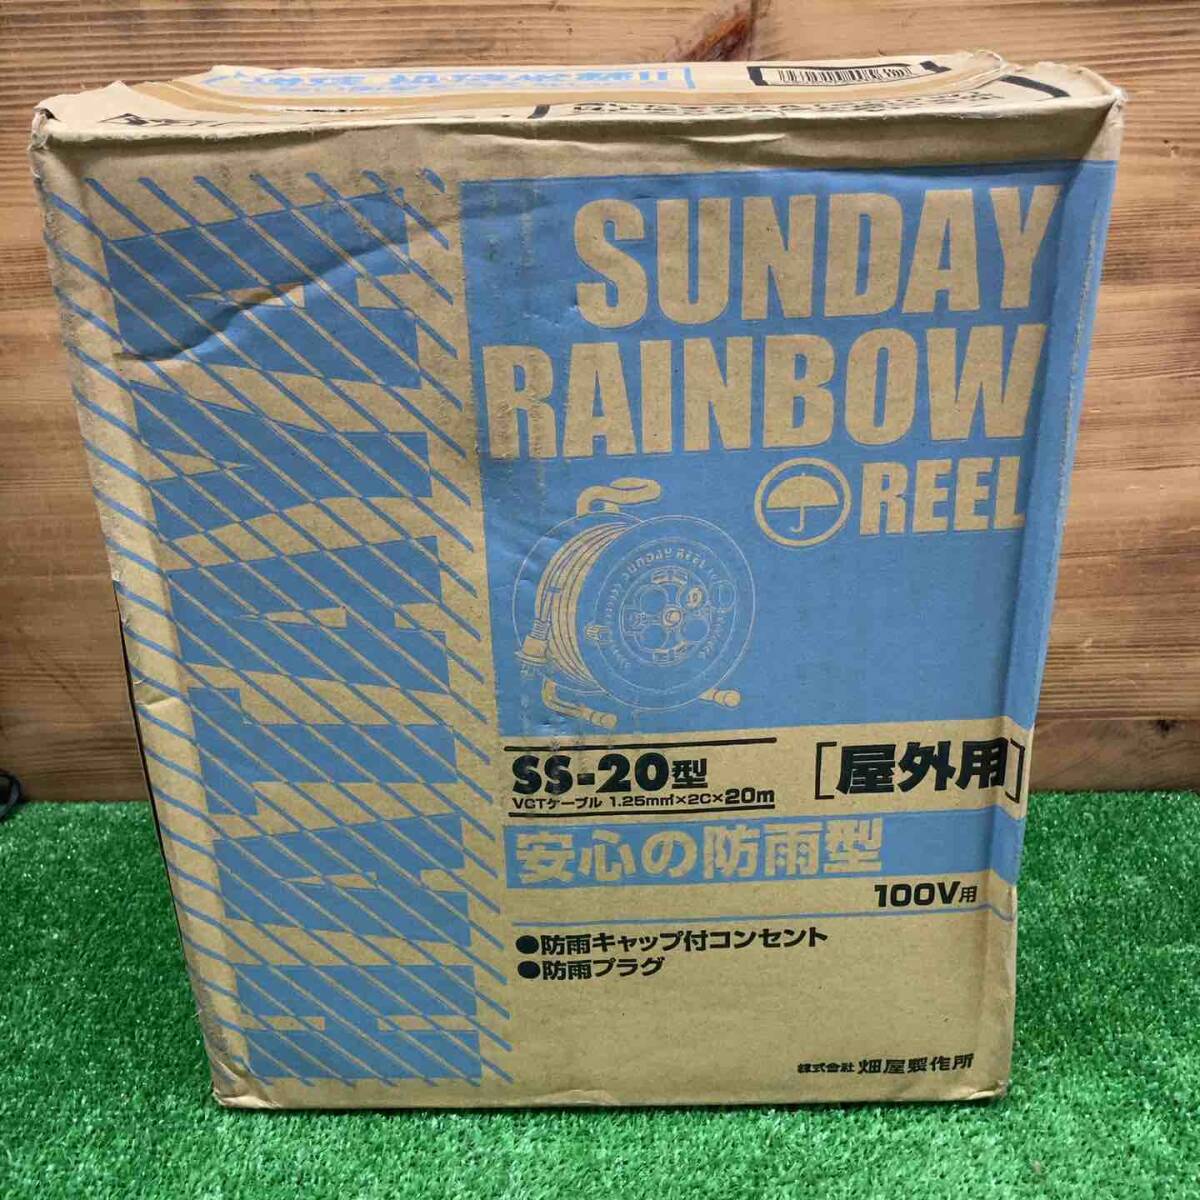 SUNDAY
RAINBOW
REEL
SUNDAY REEL
SS-20型
VCTケーブル 1.25mm²×2C×20m
[屋外用]
安心の防雨型
100V用
●防雨キャップ付コンセント
●防雨プラグ
株式会社 畑屋製作所
HATAYA